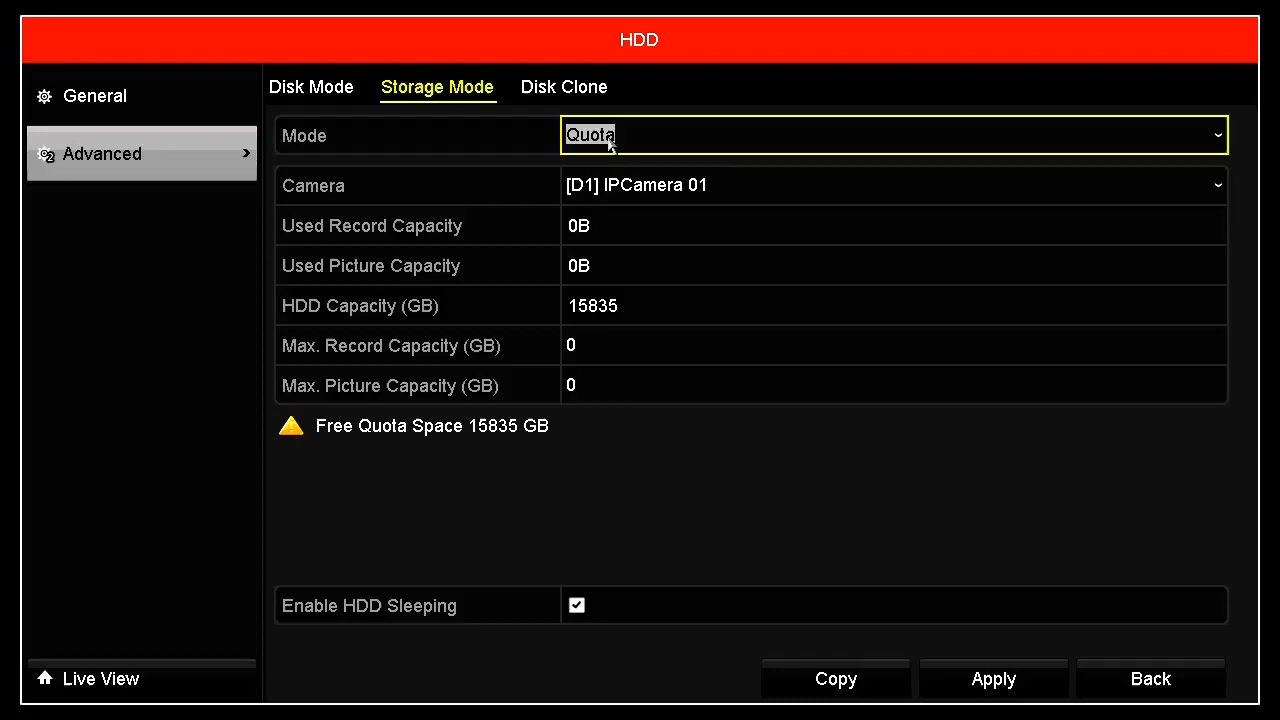 HDD
General
Advanced
Live View
Disk Mode Storage Mode Disk Clone
Mode Quota
Camera [D1] IPCamera 01
Used Record Capacity 0B
Used Picture Capacity 0B
HDD Capacity (GB) 15835
Max. Record Capacity (GB) 0
Max. Picture Capacity (GB) 0
Free Quota Space 15835 GB
Enable HDD Sleeping
Copy Apply Back